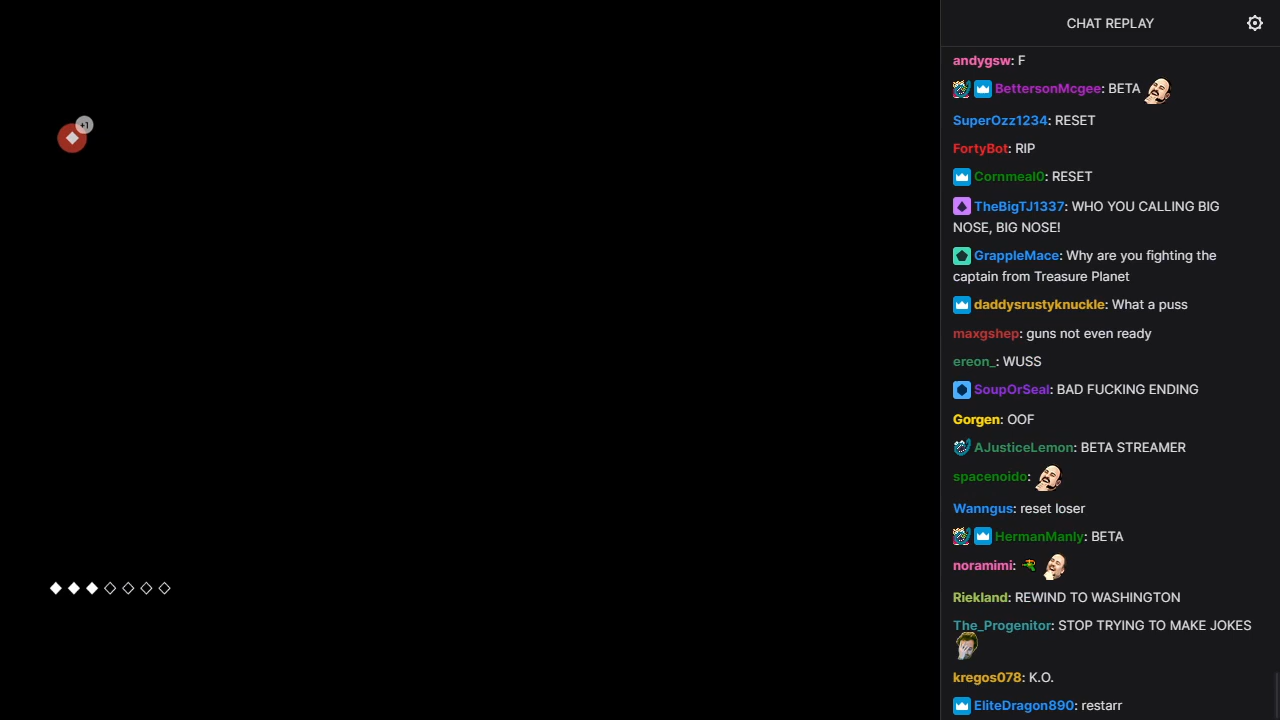 CHAT REPLAY
andygsw: F
BettersonMcgee: BETA
+1
SuperOzz1234: RESET
FortyBot: RIP
Cornmeal0: RESET
TheBigTJ1337: WHO YOU CALLING BIG
NOSE, BIG NOSE!
GrappleMace: Why are you fighting the
captain from Treasure Planet
daddysrustyknuckle: What a puss
maxgshep: guns not even ready
ereon_: WUSS
SoupOrSeal: BAD FUCKING ENDING
Gorgen: OOF
AJusticeLemon: BETA STREAMER
spacenoido:
Wanngus: reset loser
HermanManly: BETA
noramimi:
Riekland: REWIND TO WASHINGTON
The_Progenitor: STOP TRYING TO MAKE JOKES
kregos078: K.O.
EliteDragon890: restarr